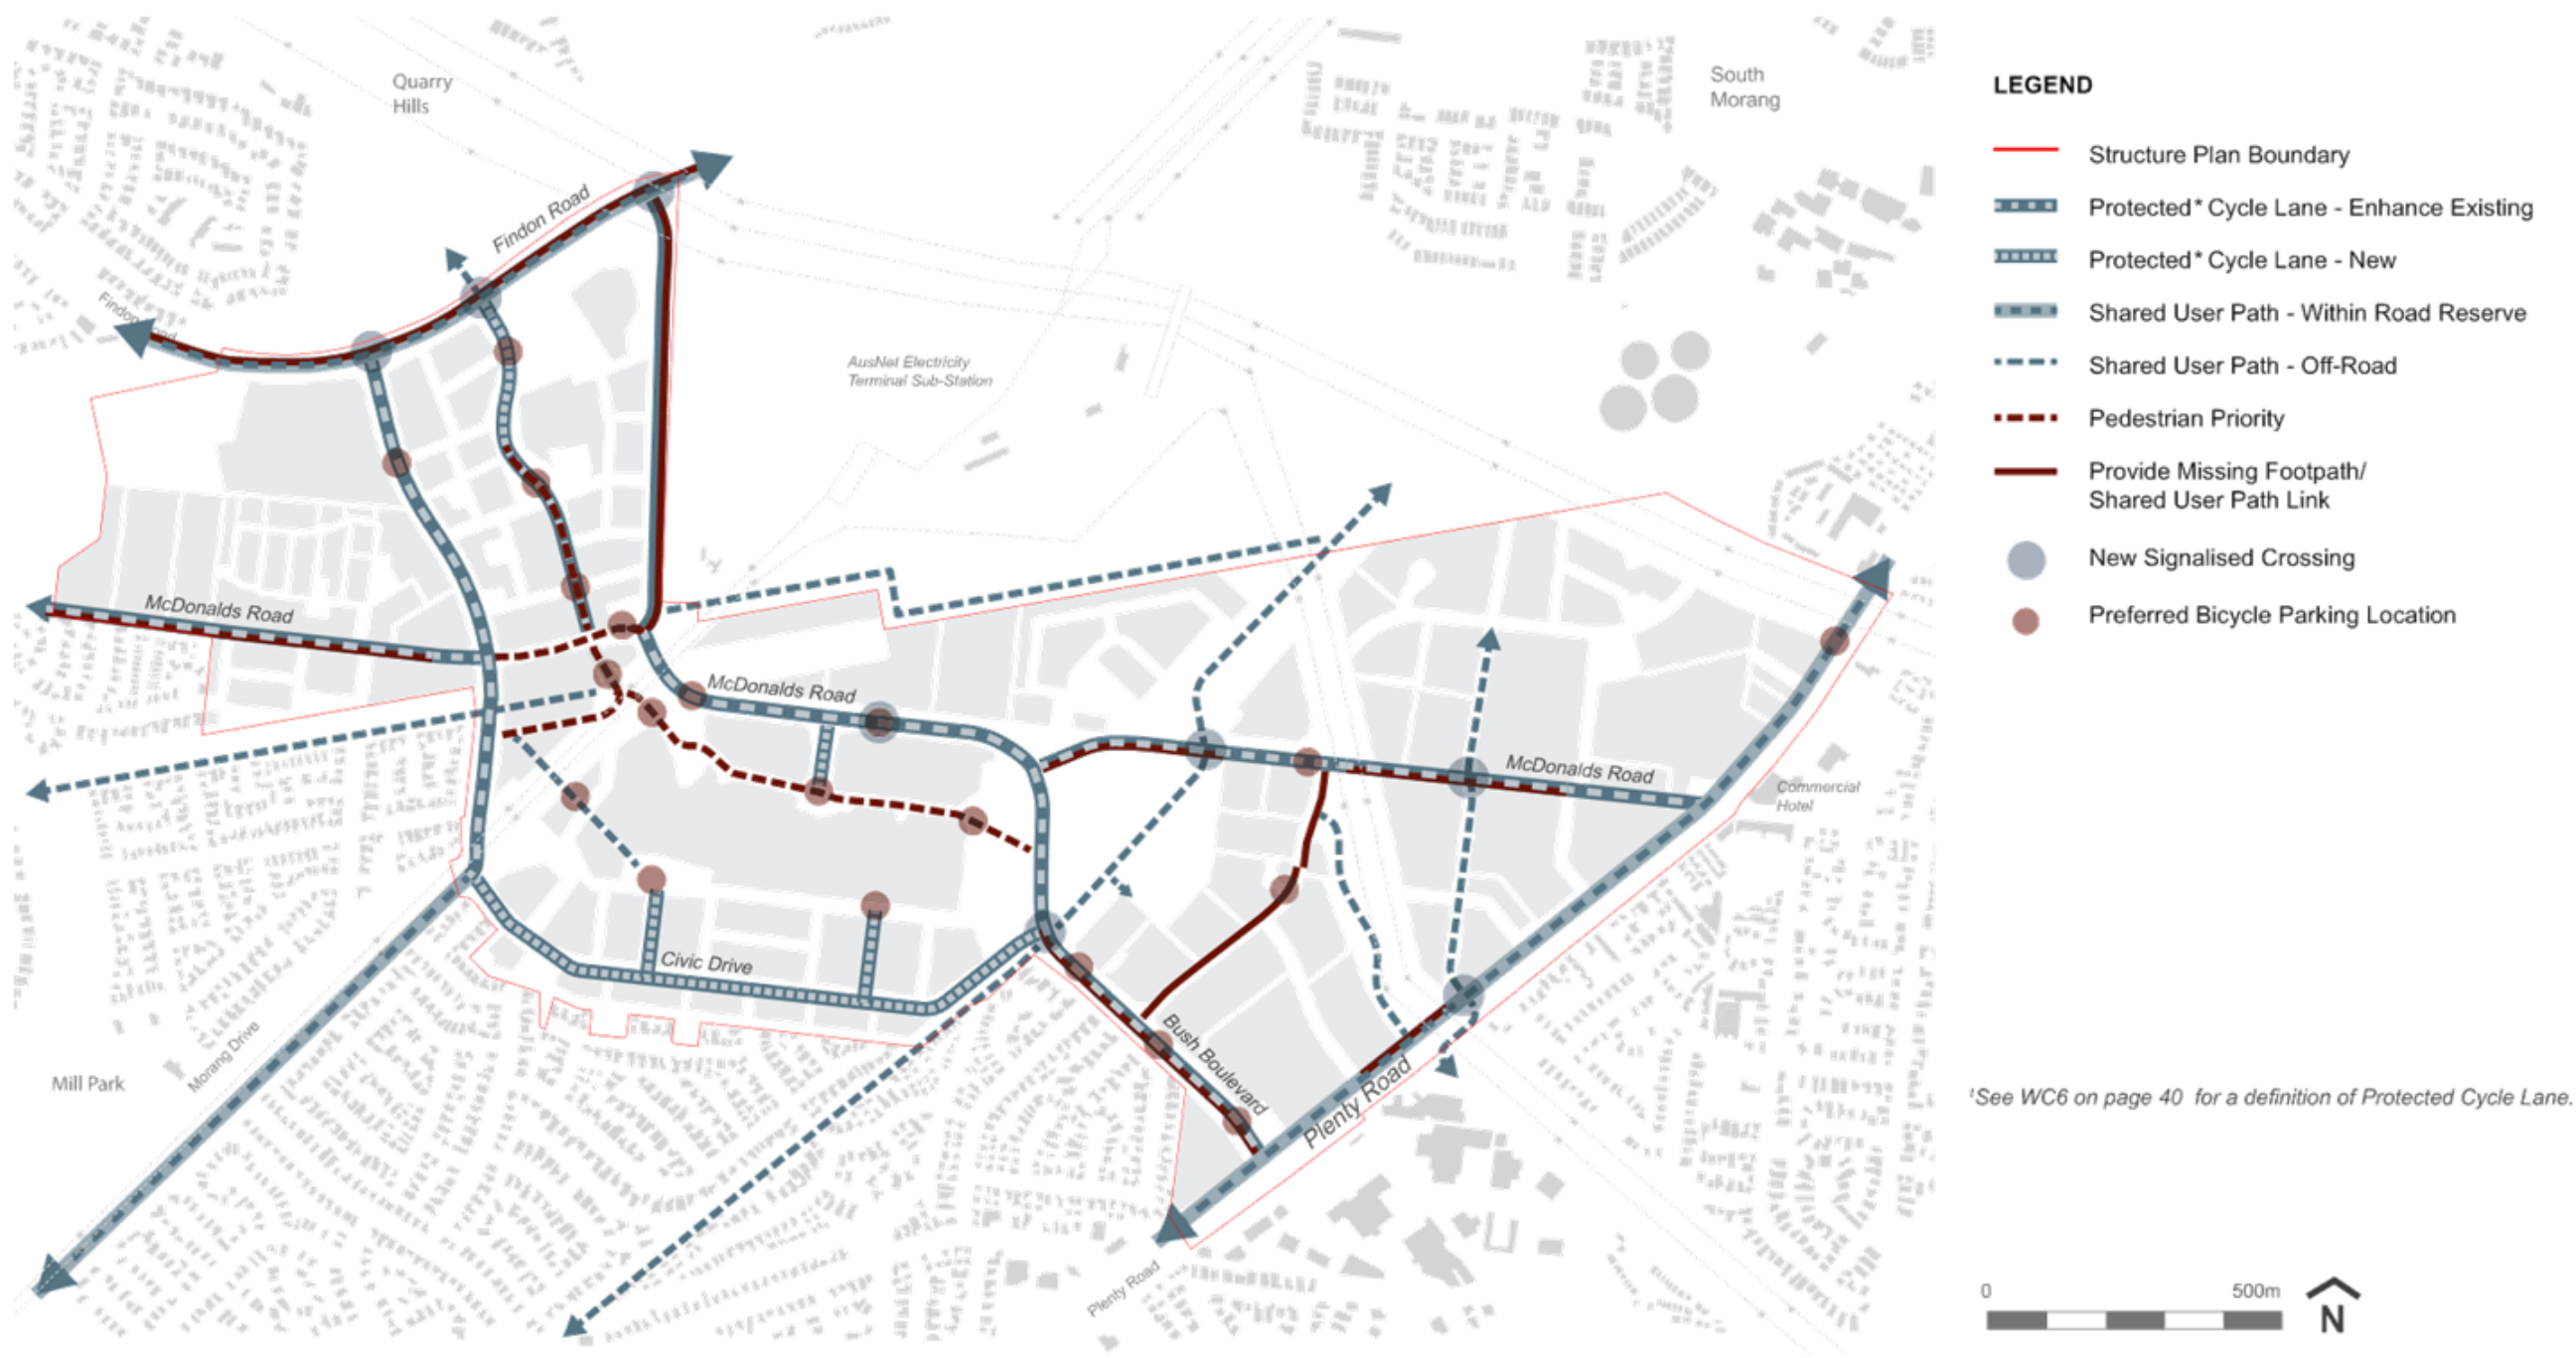 Quarry
Hills
South
Morang
Findon Road
Findon Road
AusNet Electricity
Terminal Sub-Station
McDonalds Road
McDonalds Road
McDonalds Road
Commercial
Hotel
Civic Drive
Bush Boulevard
Mill Park
Morang Drive
Plenty Road
Plenty Road
LEGEND
Structure Plan Boundary
Protected* Cycle Lane - Enhance Existing
Protected* Cycle Lane - New
Shared User Path - Within Road Reserve
Shared User Path - Off-Road
Pedestrian Priority
Provide Missing Footpath/
Shared User Path Link
New Signalised Crossing
Preferred Bicycle Parking Location
¹See WC6 on page 40 for a definition of Protected Cycle Lane.
0 500m
N